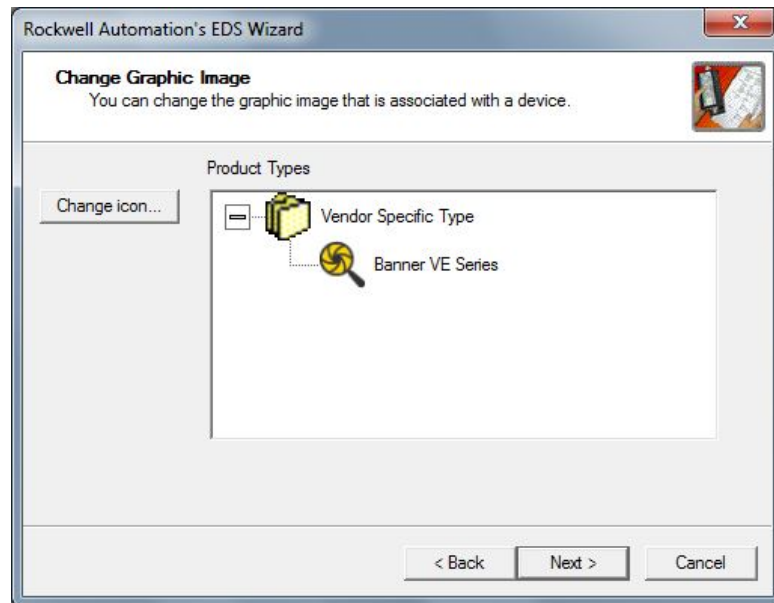 Rockwell Automation's EDS Wizard
Change Graphic Image
You can change the graphic image that is associated with a device.
Product Types
Change icon...
Vendor Specific Type
Banner VE Series
< Back
Next >
Cancel